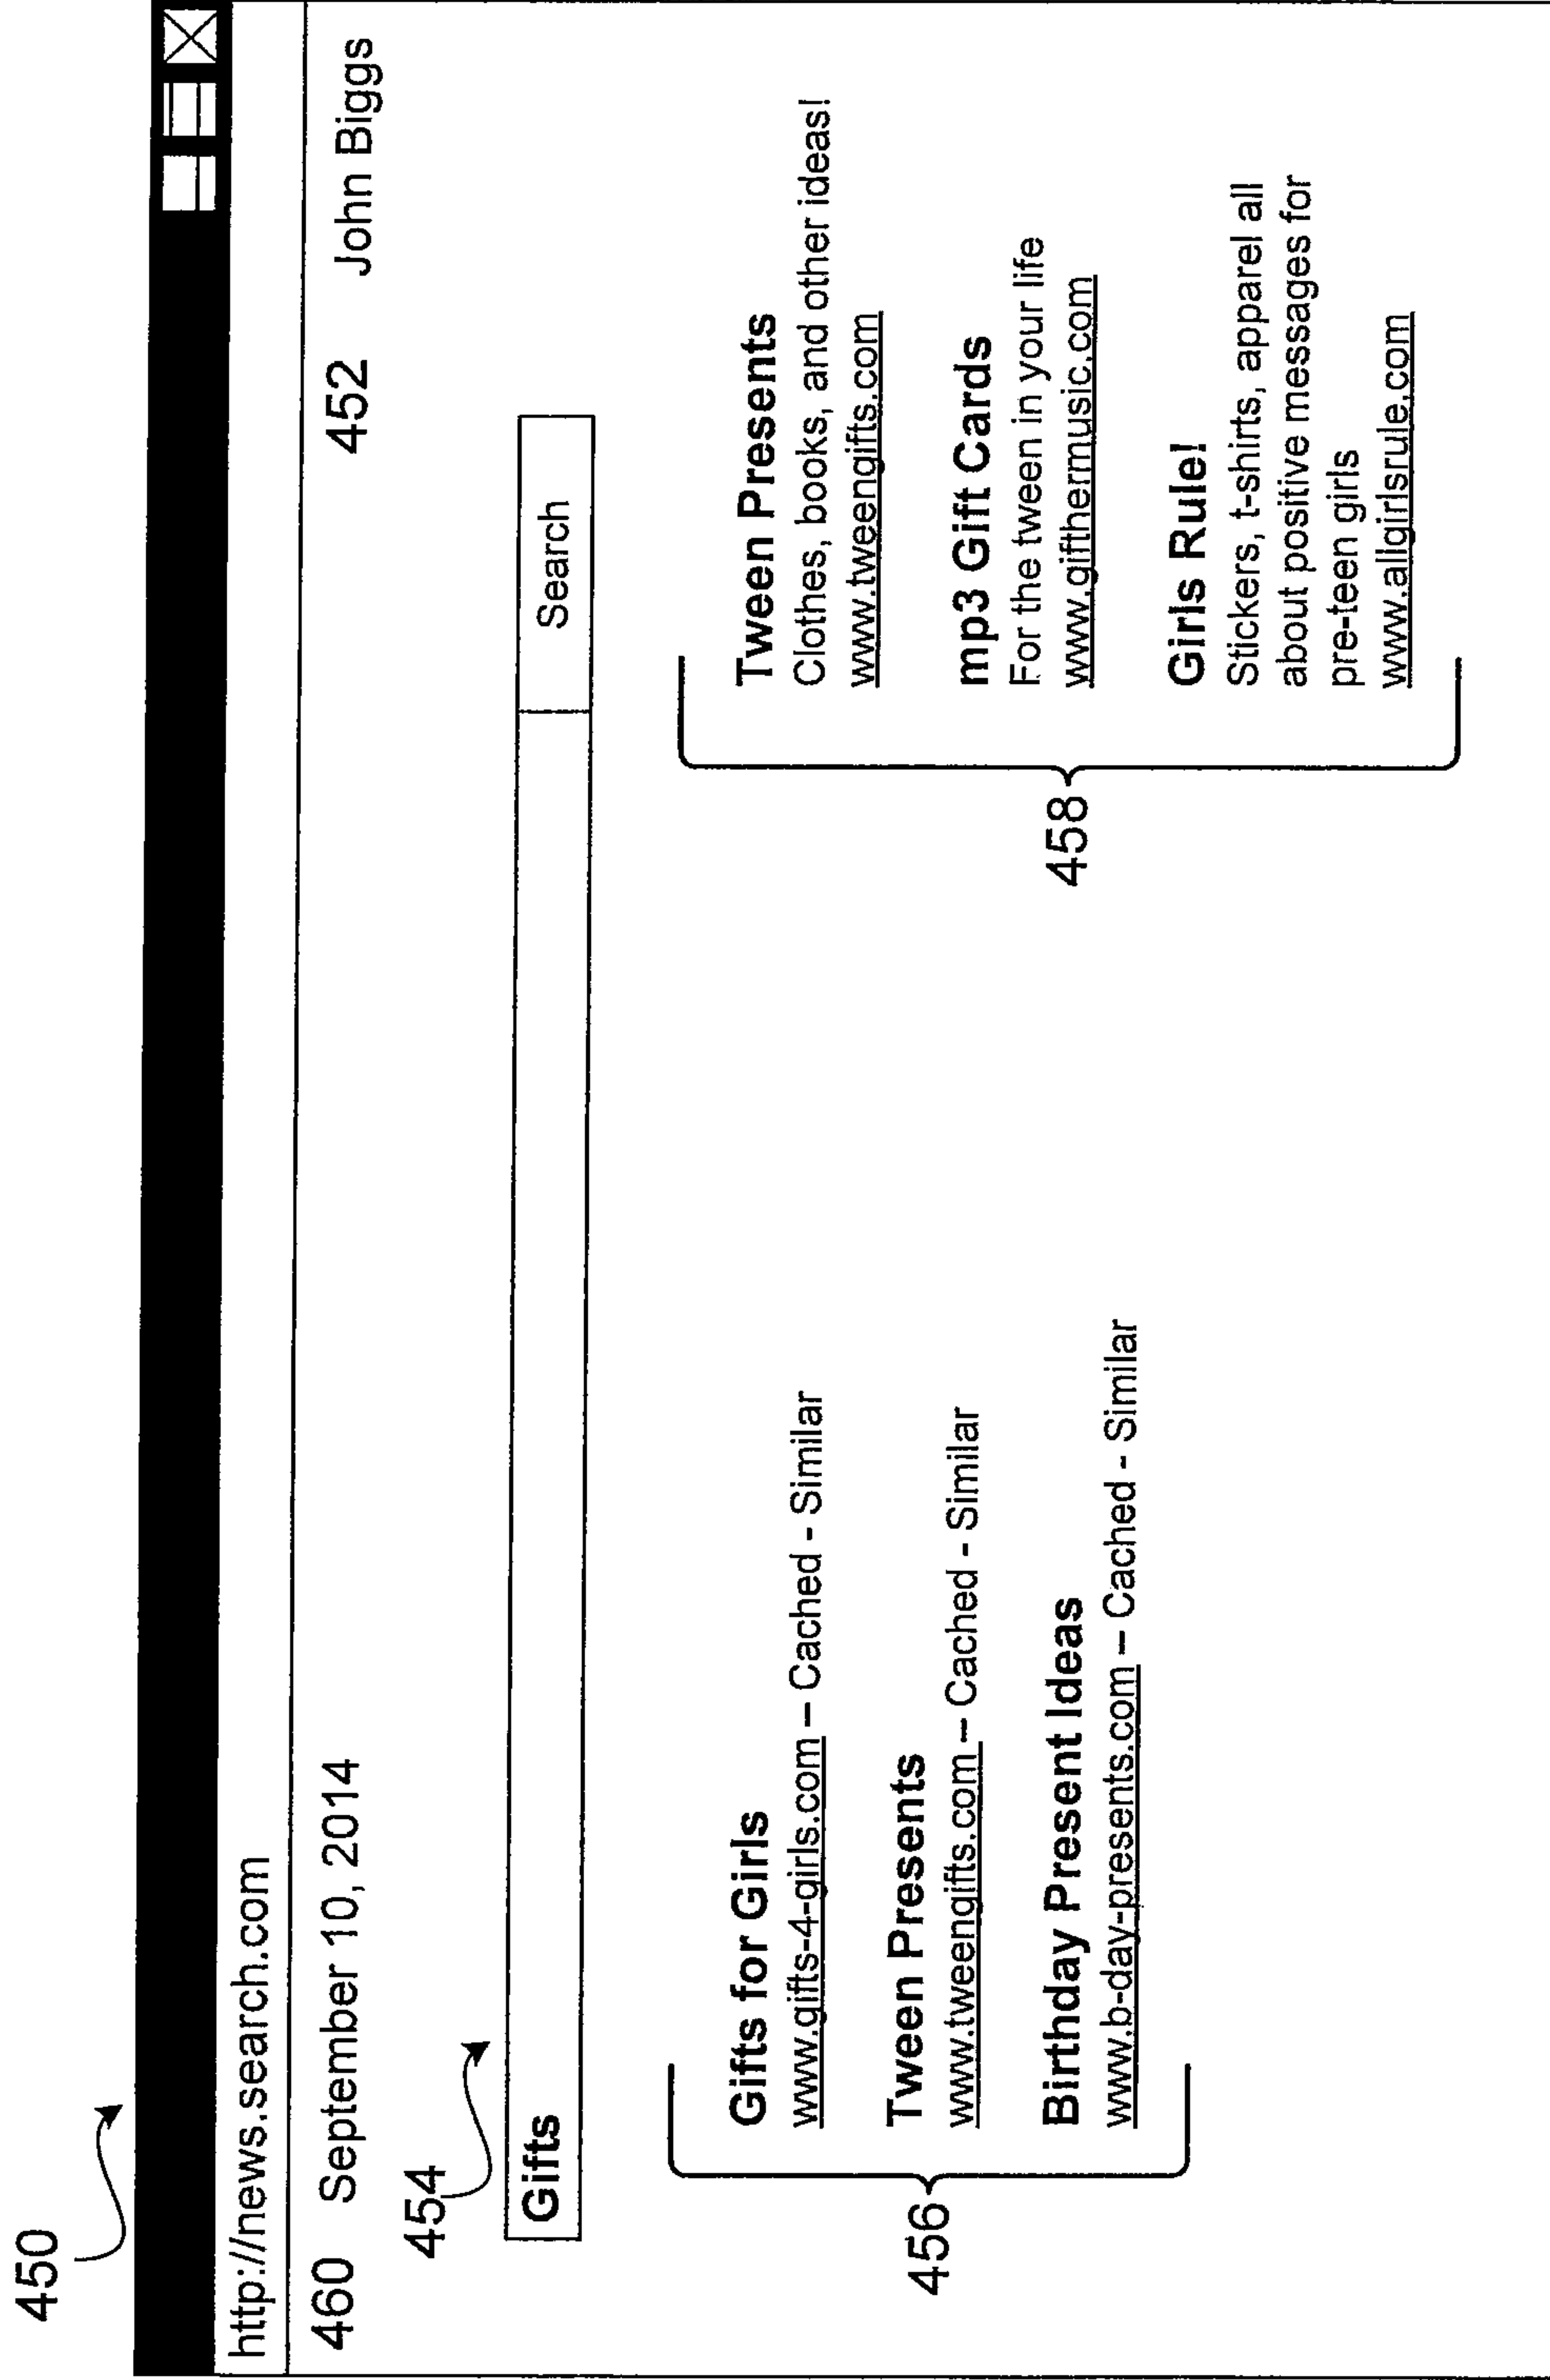 450
http://news.search.com
460 September 10, 2014 452 John Biggs
454
Gifts Search
456
Gifts for Girls
www.gifts-4-girls.com – Cached - Similar
Tween Presents
www.tweengifts.com – Cached - Similar
Birthday Present Ideas
www.b-day-presents.com – Cached - Similar
458
Tween Presents
Clothes, books, and other ideas!
www.tweengifts.com
mp3 Gift Cards
For the tween in your life
www.gifthermusic.com
Girls Rule!
Stickers, t-shirts, apparel all
about positive messages for
pre-teen girls
www.allgirlsrule.com